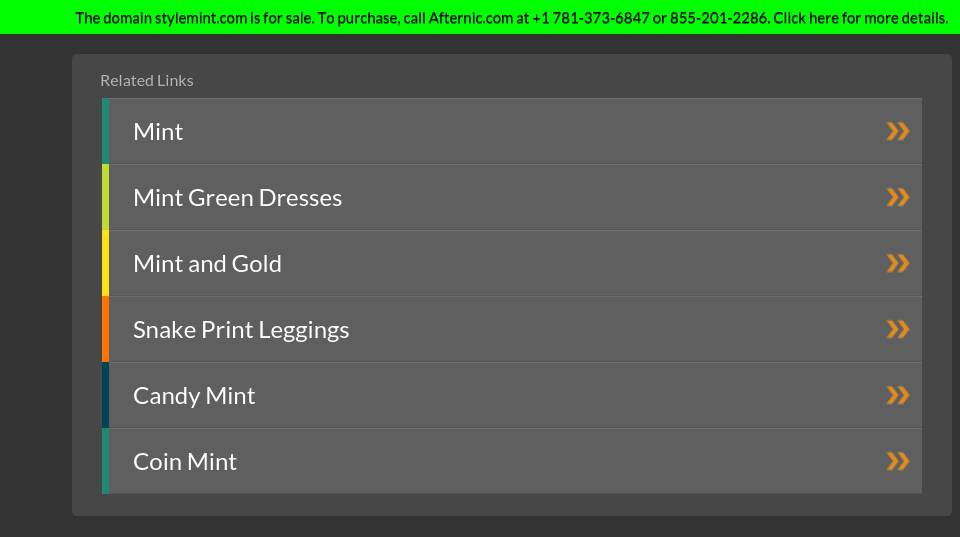 The domain stylemint.com is for sale. To purchase, call Afternic.com at +1 781-373-6847 or 855-201-2286. Click here for more details.
Related Links
Mint
Mint Green Dresses
Mint and Gold
Snake Print Leggings
Candy Mint
Coin Mint